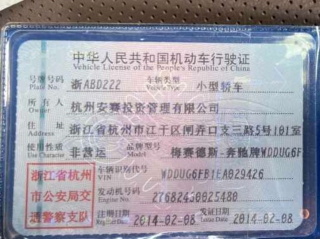 中华人民共和国机动车行驶证
Vehicle License of the People's Republic of China
号牌号码 浙ABD222 车辆类型 小型轿车
Plate No. Vehicle Type
所有人 杭州安赛投资管理有限公司
Owner
住址 浙江省杭州市江干区闸弄口支三路5号101室
Address
使用性质 非营运 品牌型号 梅赛德斯-奔驰牌WDDUG6F
Use Character Model
浙江省杭州 车辆识别代号 WDDUG6FB1EA029426
VIN
市公安局交 发动机号码 27682430025480
Engine No.
通警察支队 注册日期 2014-02-08 发证日期 2014-02-08
Register Date Issue Date